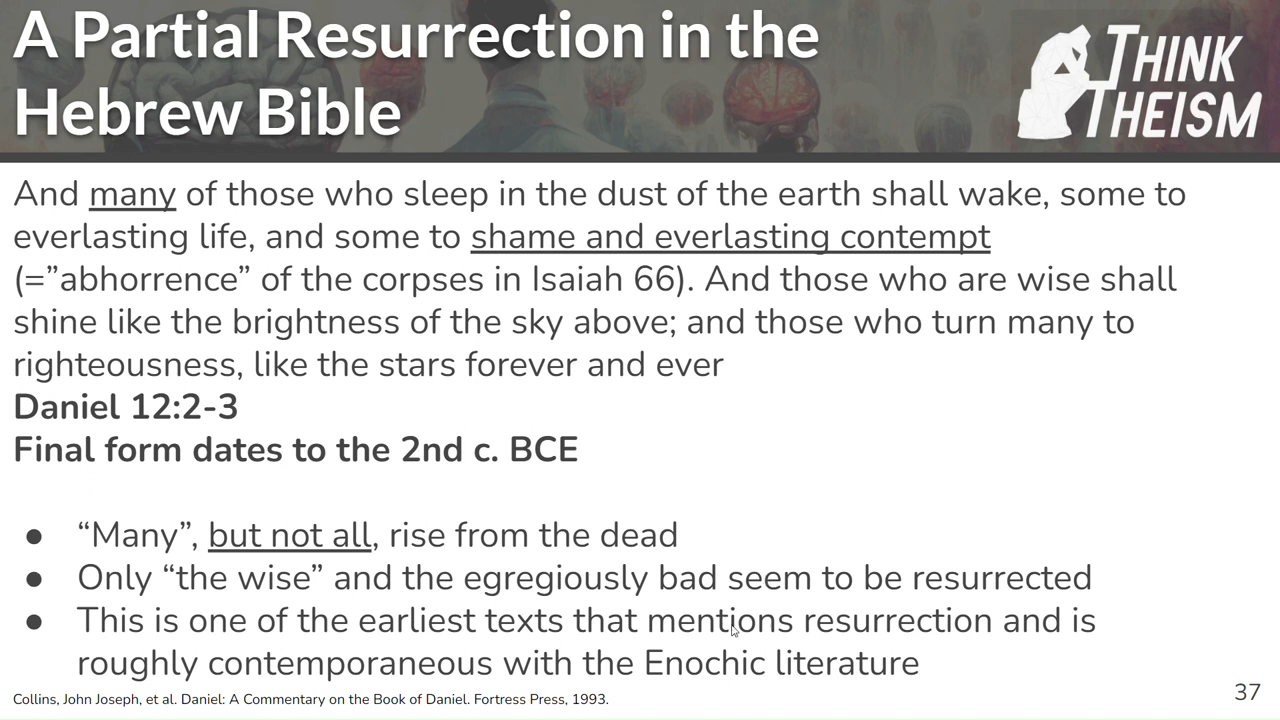 A Partial Resurrection in the
Hebrew Bible
THINK
THEISM
And many of those who sleep in the dust of the earth shall wake, some to
everlasting life, and some to shame and everlasting contempt
(=”abhorrence” of the corpses in Isaiah 66). And those who are wise shall
shine like the brightness of the sky above; and those who turn many to
righteousness, like the stars forever and ever
Daniel 12:2-3
Final form dates to the 2nd c. BCE
● “Many”, but not all, rise from the dead
● Only “the wise” and the egregiously bad seem to be resurrected
● This is one of the earliest texts that mentions resurrection and is
roughly contemporaneous with the Enochic literature
Collins, John Joseph, et al. Daniel: A Commentary on the Book of Daniel. Fortress Press, 1993.
37